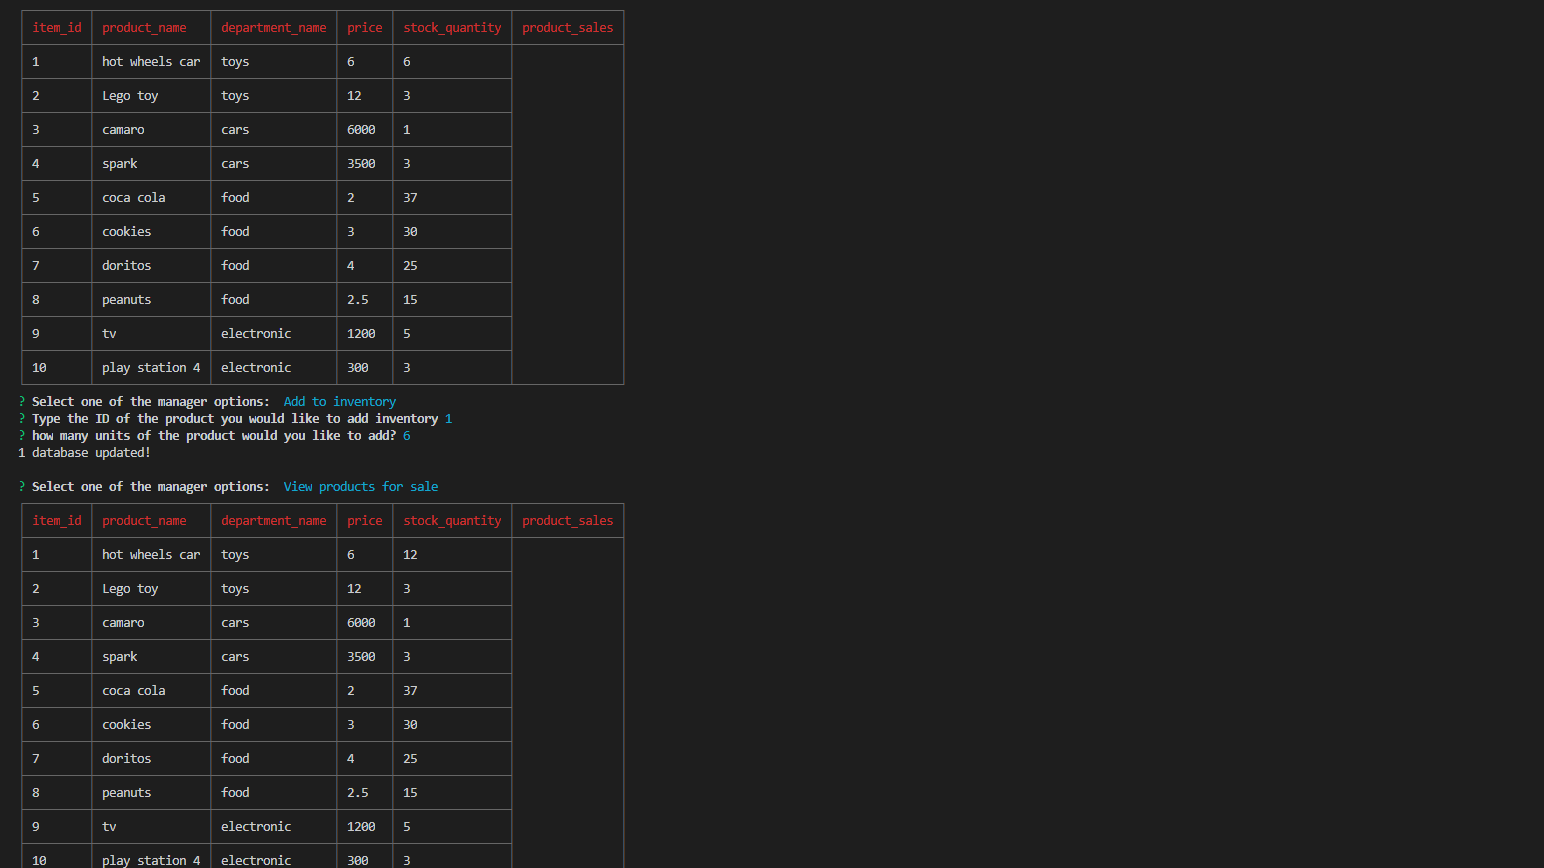 item_id product_name department_name price stock_quantity product_sales
1 hot wheels car toys 6 6
2 Lego toy toys 12 3
3 camaro cars 6000 1
4 spark cars 3500 3
5 coca cola food 2 37
6 cookies food 3 30
7 doritos food 4 25
8 peanuts food 2.5 15
9 tv electronic 1200 5
10 play station 4 electronic 300 3
? Select one of the manager options: Add to inventory
? Type the ID of the product you would like to add inventory 1
? how many units of the product would you like to add? 6
1 database updated!
? Select one of the manager options: View products for sale
item_id product_name department_name price stock_quantity product_sales
1 hot wheels car toys 6 12
2 Lego toy toys 12 3
3 camaro cars 6000 1
4 spark cars 3500 3
5 coca cola food 2 37
6 cookies food 3 30
7 doritos food 4 25
8 peanuts food 2.5 15
9 tv electronic 1200 5
10 play station 4 electronic 300 3